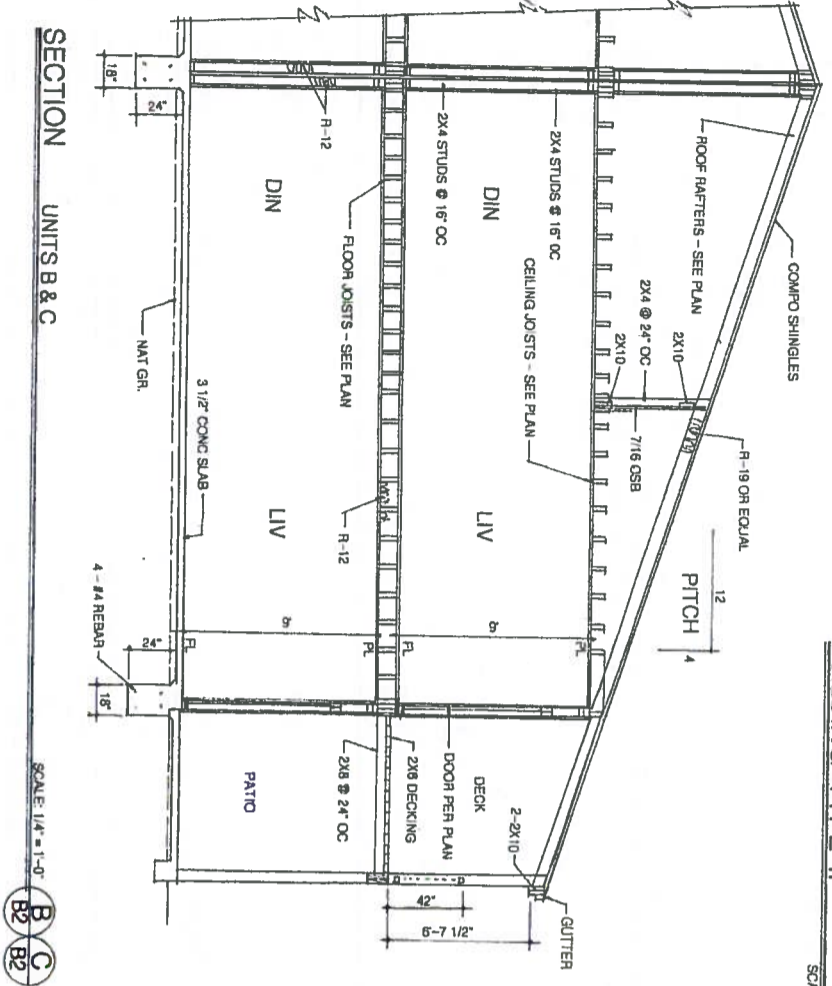 SCA
COMPO SHINGLES
ROOF RAFTERS - SEE PLAN
R-19 OR EQUAL
12
PITCH
4
2X10
2X4 @ 24" OC
2X10
7/16 OSB
GUTTER
2-2X10
2X4 STUDS @ 16" OC
CEILING JOISTS - SEE PLAN
PL
DIN
LIV
DECK
DOOR PER PLAN
42"
6-7 1/2"
2X4 STUDS @ 16" OC
FL
2X6 DECKING
PL
2X8 @ 24" OC
R-12
FLOOR JOISTS - SEE PLAN
R-12
DIN
LIV
PATIO
FL
3 1/2" CONC SLAB
24"
24"
NAT GR.
4 - #4 REBAR
18"
18"
SECTION UNITS B & C
SCALE: 1/4" = 1'-0"
B
B2
C
B2